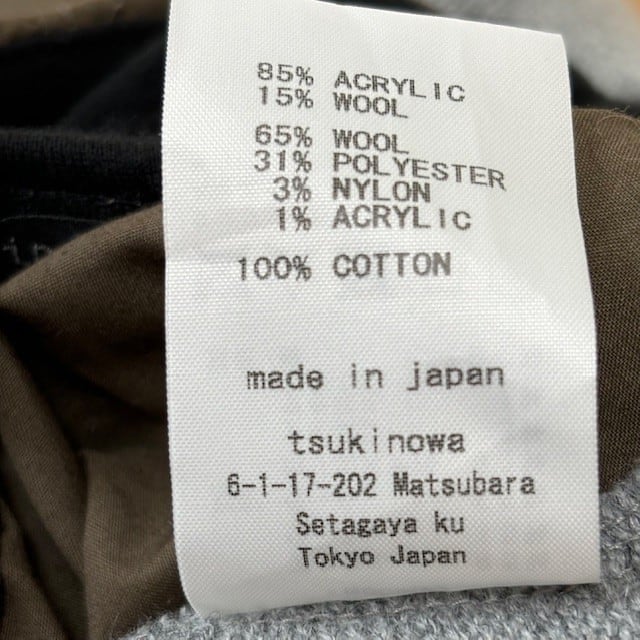 85% ACRYLIC
15% WOOL
65% WOOL
31% POLYESTER
3% NYLON
1% ACRYLIC
100% COTTON
made in japan
tsukinowa
6-1-17-202 Matsubara
Setagaya ku
Tokyo Japan